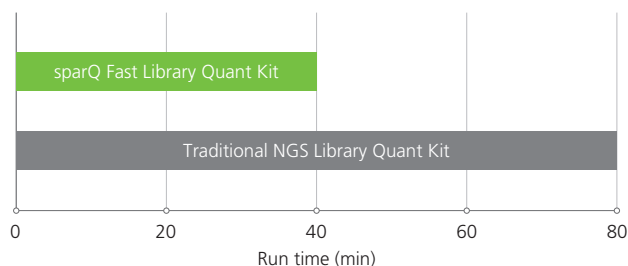 sparQ Fast Library Quant Kit
Traditional NGS Library Quant Kit
0 20 40 60 80
Run time (min)